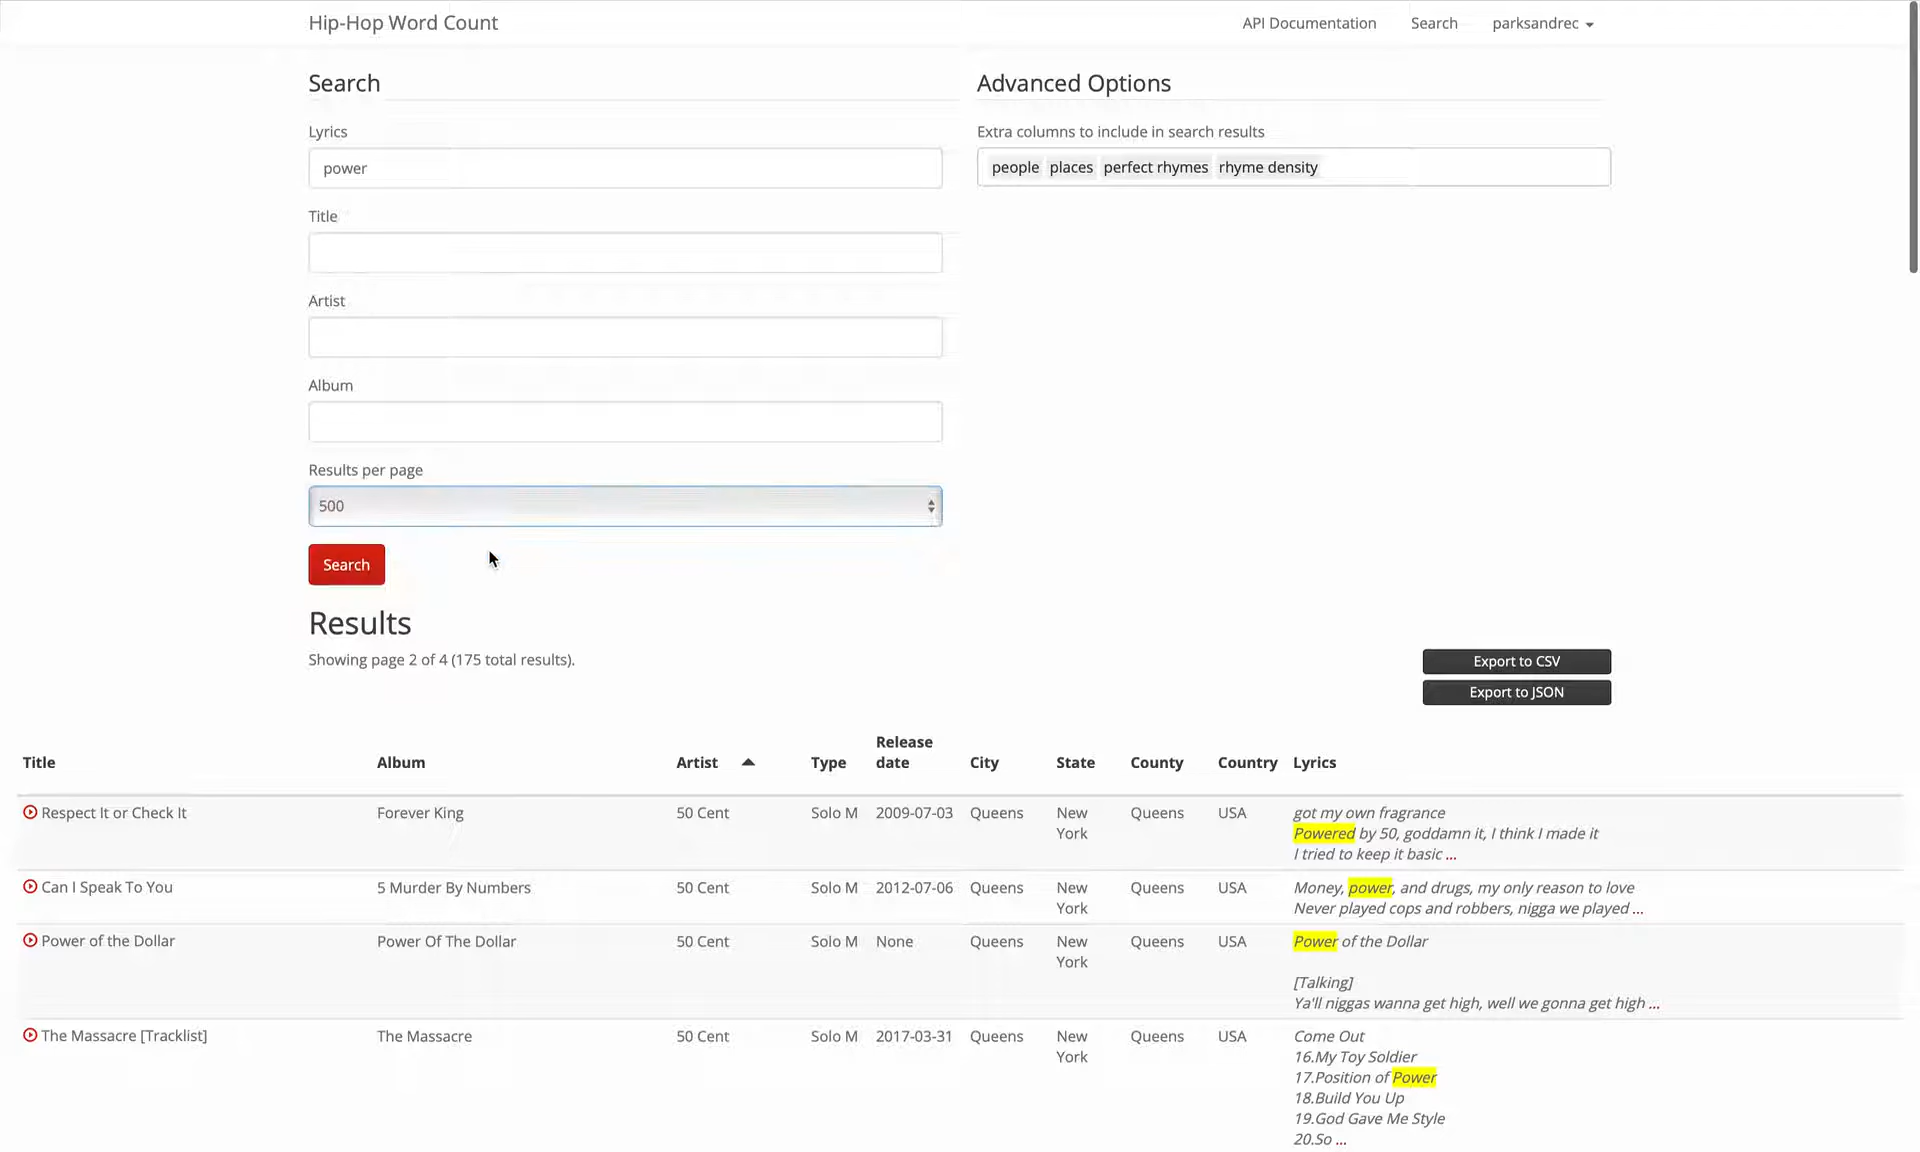 Hip-Hop Word Count
API Documentation
Search
parksandrec
Search
Lyrics
power
Title
Artist
Album
Results per page
500
Search
Advanced Options
Extra columns to include in search results
people places perfect rhymes rhyme density
Results
Showing page 2 of 4 (175 total results).
Export to CSV
Export to JSON
Title Album Artist Type Release date City State County Country Lyrics
Respect It or Check It Forever King 50 Cent Solo M 2009-07-03 Queens New York Queens USA
got my own fragrance
Powered by 50, goddamn it, I think I made it
I tried to keep it basic ...
Can I Speak To You 5 Murder By Numbers 50 Cent Solo M 2012-07-06 Queens New York Queens USA
Money, power, and drugs, my only reason to love
Never played cops and robbers, nigga we played ...
Power of the Dollar Power Of The Dollar 50 Cent Solo M None Queens New York Queens USA
Power of the Dollar
[Talking]
Ya'll niggas wanna get high, well we gonna get high ...
The Massacre [Tracklist] The Massacre 50 Cent Solo M 2017-03-31 Queens New York Queens USA
Come Out
16.My Toy Soldier
17.Position of Power
18.Build You Up
19.God Gave Me Style
20.So ...